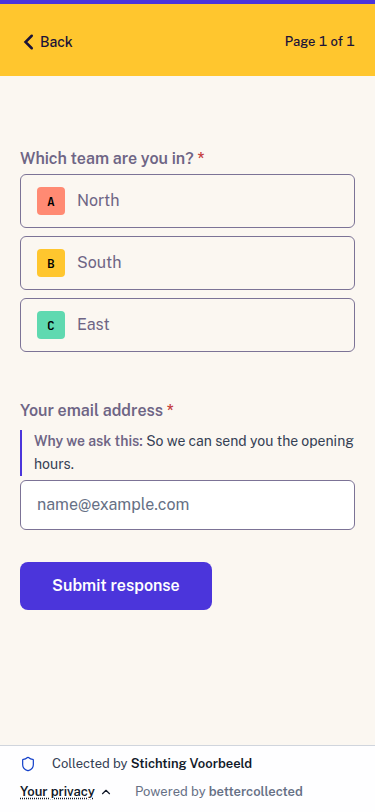 Back
Page 1 of 1
Which team are you in? *
A North
B South
C East
Your email address *
Why we ask this: So we can send you the opening
hours.
name@example.com
Submit response
Collected by Stichting Voorbeeld
Your privacy
Powered by bettercollected